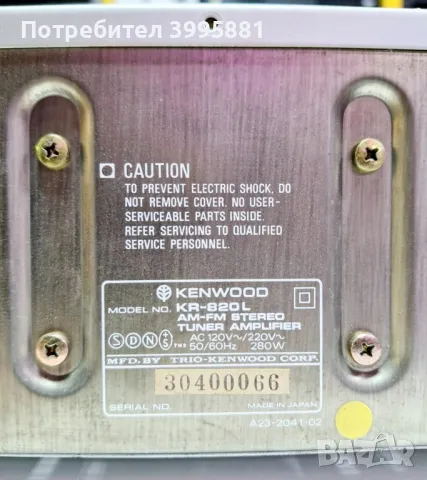 Потребител 3995881
CAUTION
TO PREVENT ELECTRIC SHOCK, DO
NOT REMOVE COVER. NO USER-
SERVICEABLE PARTS INSIDE.
REFER SERVICING TO QUALIFIED
SERVICE PERSONNEL.
KENWOOD
MODEL NO. KR-820L
AM-FM STEREO
TUNER AMPLIFIER
S D N +S AC 120V~/220V~
50/60Hz 280W
MFD. BY TRIO-KENWOOD CORP.
30400066
SERIAL NO. MADE IN JAPAN
A23-2041-02
BAZAR